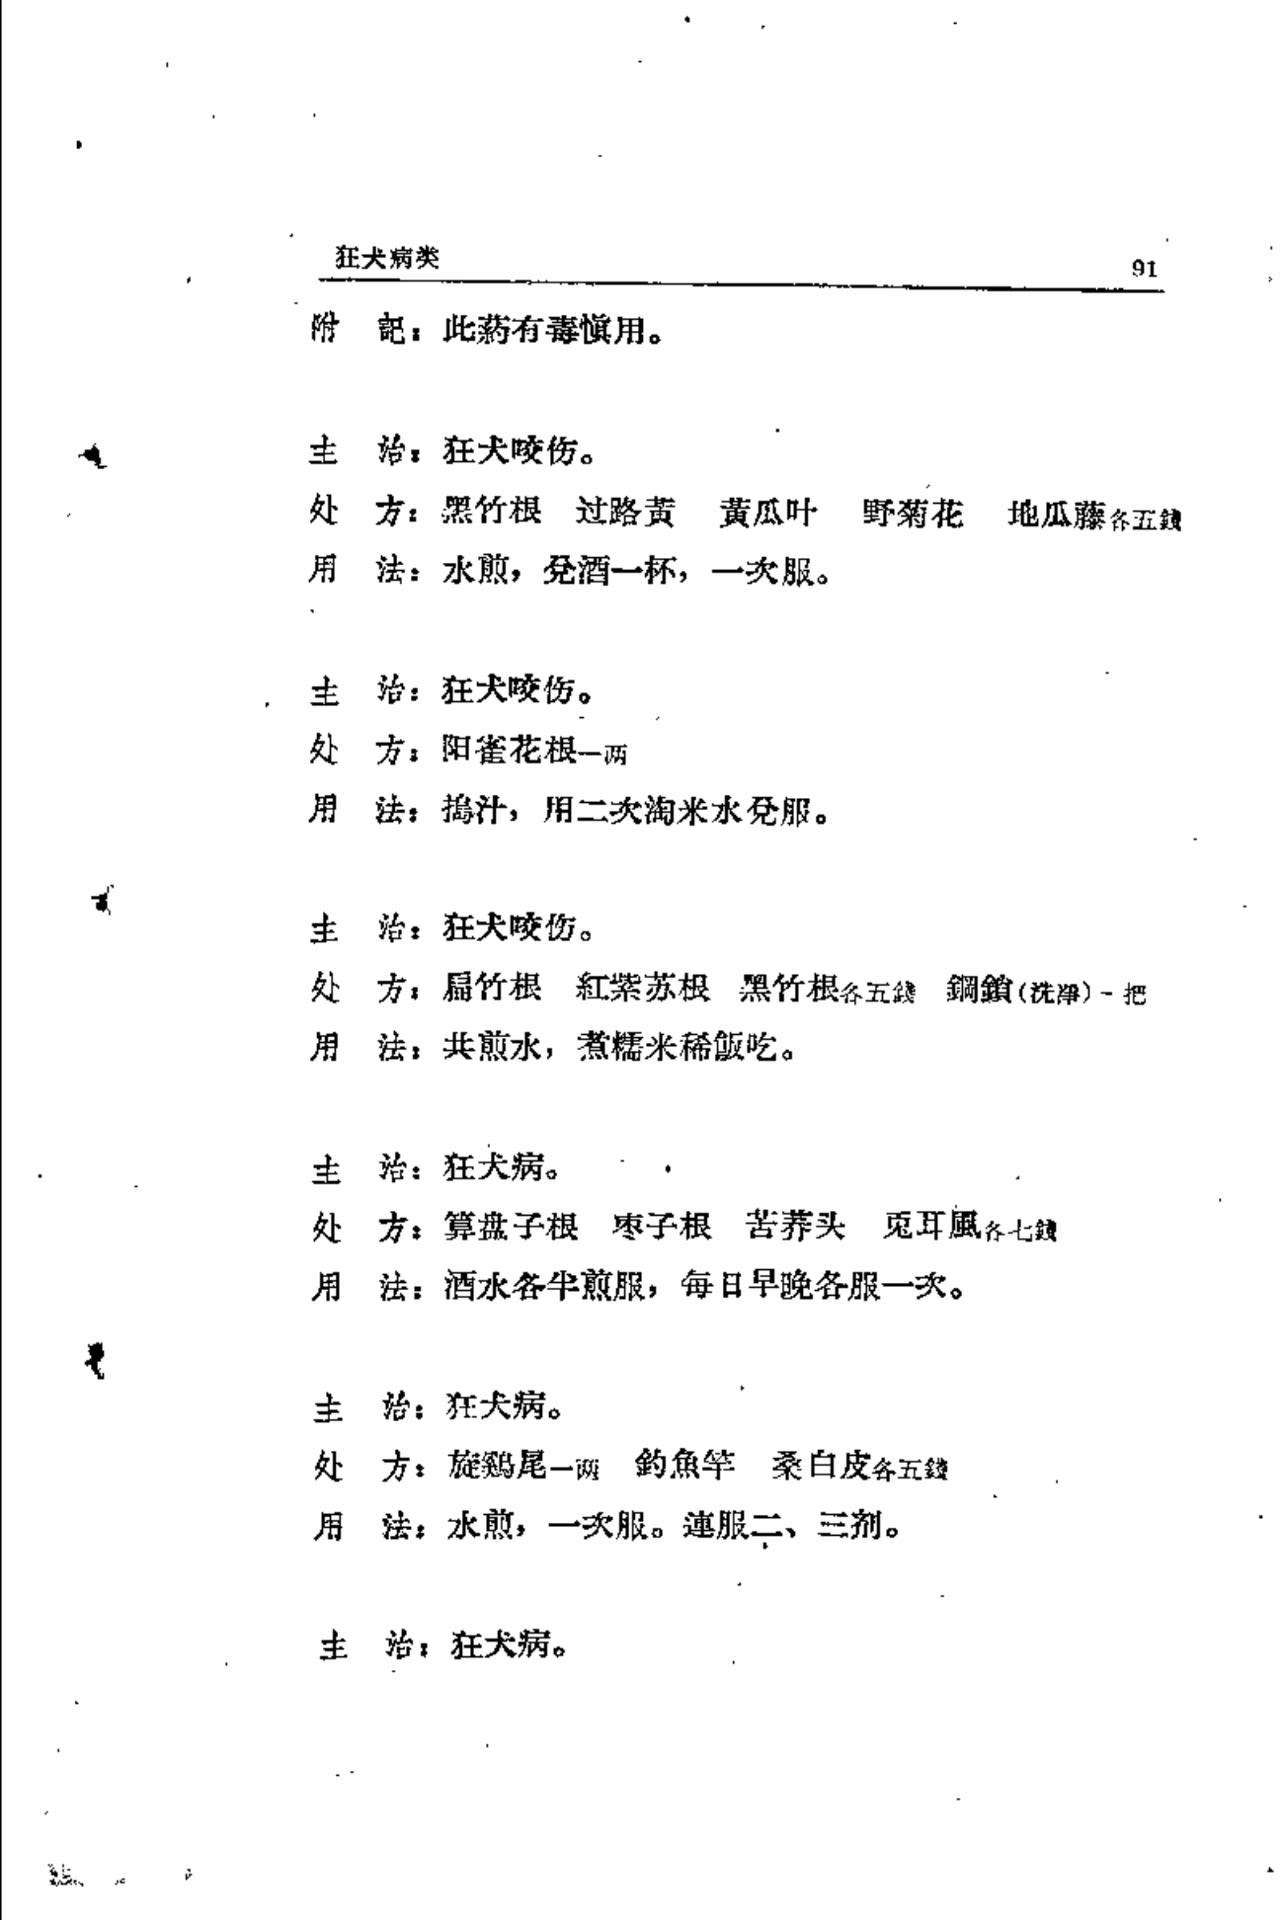 狂犬病类 91
附 記：此葯有毒慎用。
主 治：狂犬咬伤。
处 方：黑竹根 过路黃 黃瓜叶 野菊花 地瓜藤各五錢
用 法：水煎，兌酒一杯，一次服。
主 治：狂犬咬伤。
处 方：阳雀花根一两
用 法：搗汁，用二次淘米水兌服。
主 治：狂犬咬伤。
处 方：扁竹根 紅紫苏根 黑竹根各五錢 鋼鎖(洗淨)一把
用 法：共煎水，煮糯米稀飯吃。
主 治：狂犬病。
处 方：算盘子根 枣子根 苦荞头 兎耳風各七錢
用 法：酒水各半煎服，每日早晚各服一次。
主 治：狂犬病。
处 方：旋鷄尾一两 釣魚竿 桑白皮各五錢
用 法：水煎，一次服。連服二、三剂。
主 治：狂犬病。